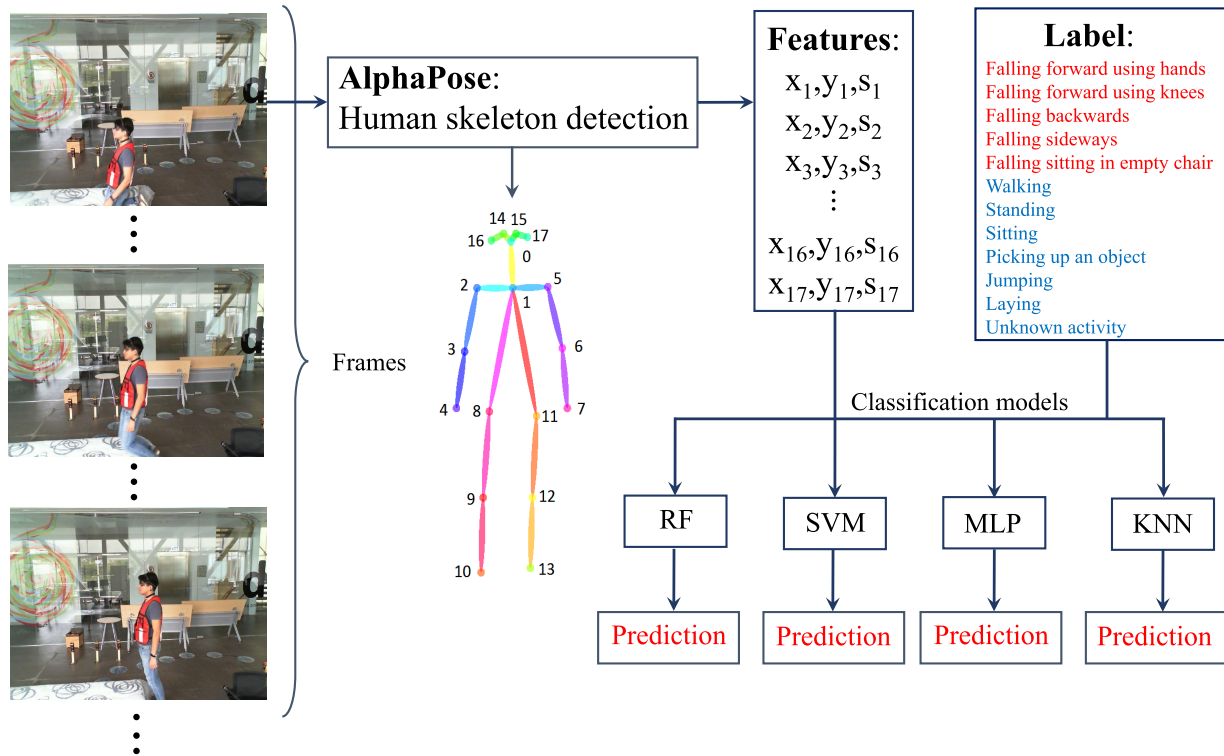 AlphaPose:
Human skeleton detection
Frames
14 15
16 17
0
2 5
1
3 6
4 8 7
11
9 12
10 13
Features:
x1,y1,s1
x2,y2,s2
x3,y3,s3
⋮
x16,y16,s16
x17,y17,s17
Label:
Falling forward using hands
Falling forward using knees
Falling backwards
Falling sideways
Falling sitting in empty chair
Walking
Standing
Sitting
Picking up an object
Jumping
Laying
Unknown activity
Classification models
RF SVM MLP KNN
Prediction Prediction Prediction Prediction
d
d
d